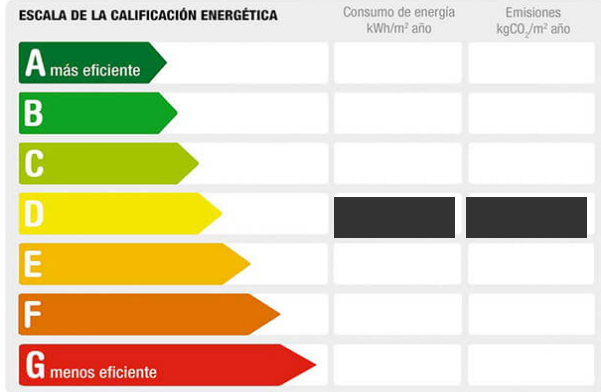 ESCALA DE LA CALIFICACIÓN ENERGÉTICA
Consumo de energía
kWh/m² año
Emisiones
kgCO₂/m² año
A más eficiente
B
C
D
E
F
G menos eficiente